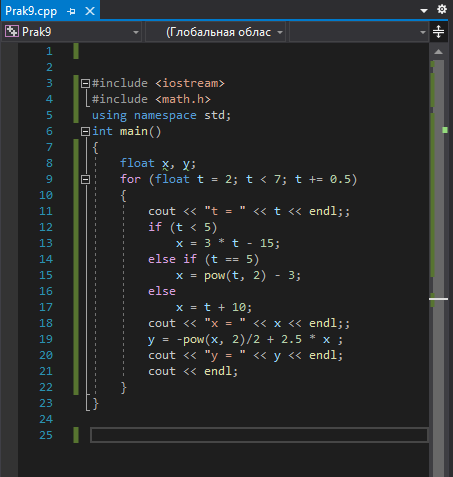 Prak9.cpp
Prak9 (Глобальная облас
1
2
3 #include <iostream>
4 #include <math.h>
5 using namespace std;
6 int main()
7 {
8 float x, y;
9 for (float t = 2; t < 7; t += 0.5)
10 {
11 cout << "t = " << t << endl;;
12 if (t < 5)
13 x = 3 * t - 15;
14 else if (t == 5)
15 x = pow(t, 2) - 3;
16 else
17 x = t + 10;
18 cout << "x = " << x << endl;;
19 y = -pow(x, 2)/2 + 2.5 * x ;
20 cout << "y = " << y << endl;
21 cout << endl;
22 }
23 }
24
25